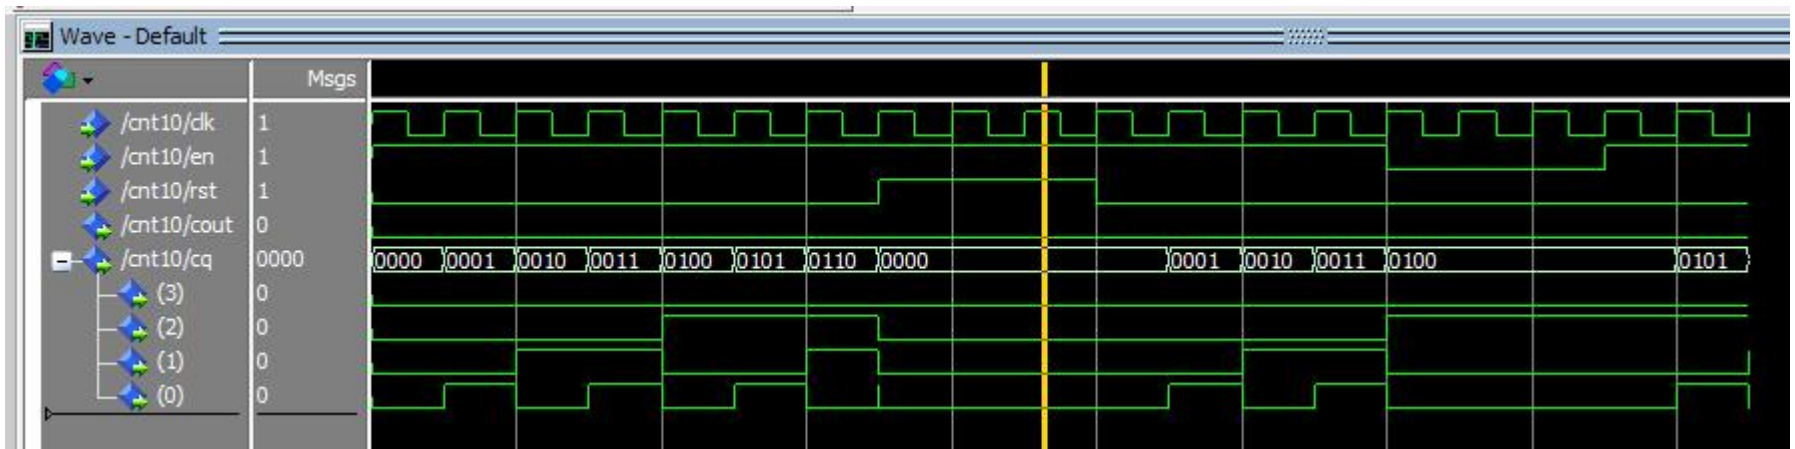 Wave - Default
Msgs
/cnt10/clk 1
/cnt10/en 1
/cnt10/rst 1
/cnt10/cout 0
/cnt10/cq 0000 0000 0001 0010 0011 0100 0101 0110 0000 0001 0010 0011 0100 0101
(3) 0
(2) 0
(1) 0
(0) 0